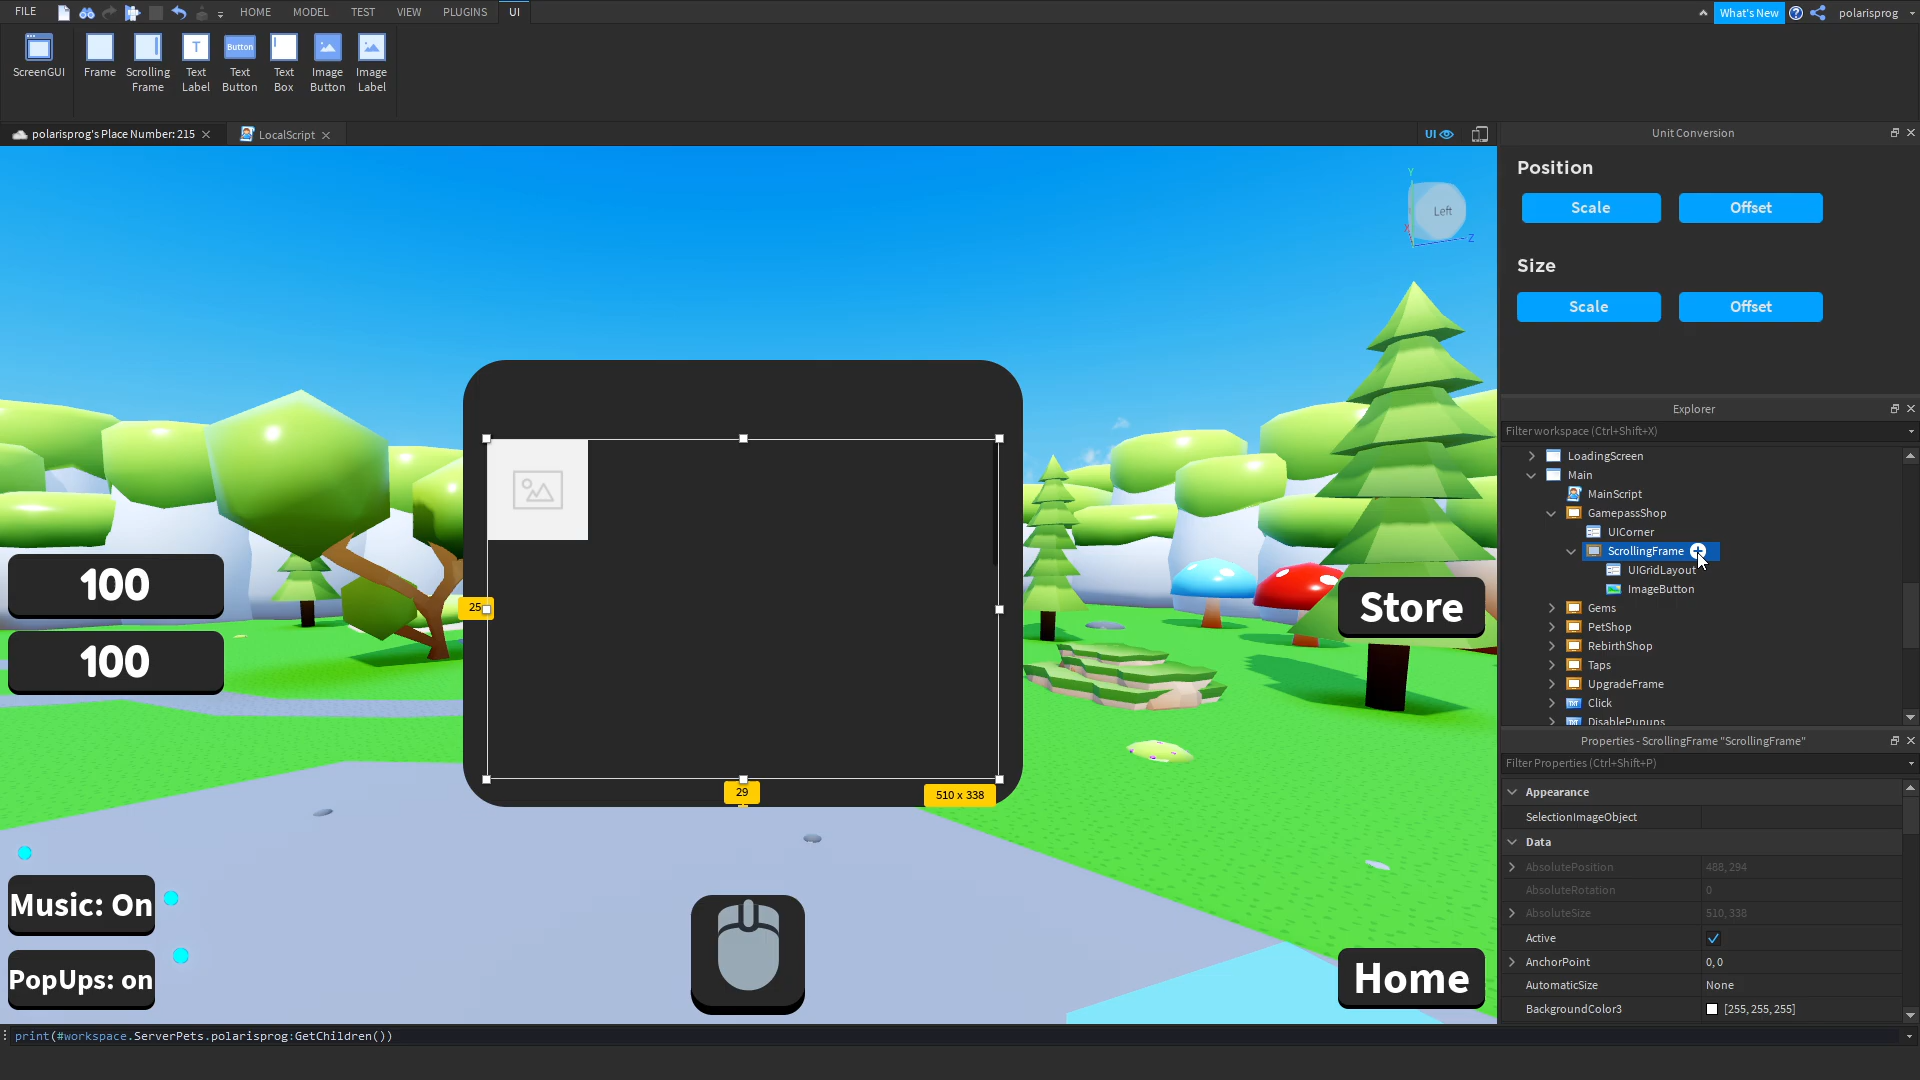 FILE HOME MODEL TEST VIEW PLUGINS UI What's New polarisprog
ScreenGUI
Frame
Scrolling
Frame
Text
Label
Button
Text
Button
Text
Box
Image
Button
Image
Label
polarisprog's Place Number: 215
LocalScript
UI
Unit Conversion
Position
Scale Offset
Size
Scale Offset
Y
Left
X
Z
100
100
Music: On
PopUps: on
Store
Home
25
29
510 x 338
Explorer
Filter workspace (Ctrl+Shift+X)
LoadingScreen
Main
MainScript
GamepassShop
UICorner
ScrollingFrame
UIGridLayout
ImageButton
Gems
PetShop
RebirthShop
Taps
UpgradeFrame
Click
DisablePupups
Properties - ScrollingFrame "ScrollingFrame"
Filter Properties (Ctrl+Shift+P)
Appearance
SelectionImageObject
Data
AbsolutePosition 488, 294
AbsoluteRotation 0
AbsoluteSize 510, 338
Active
AnchorPoint 0, 0
AutomaticSize None
BackgroundColor3 [255, 255, 255]
print(#workspace.ServerPets.polarisprog:GetChildren())